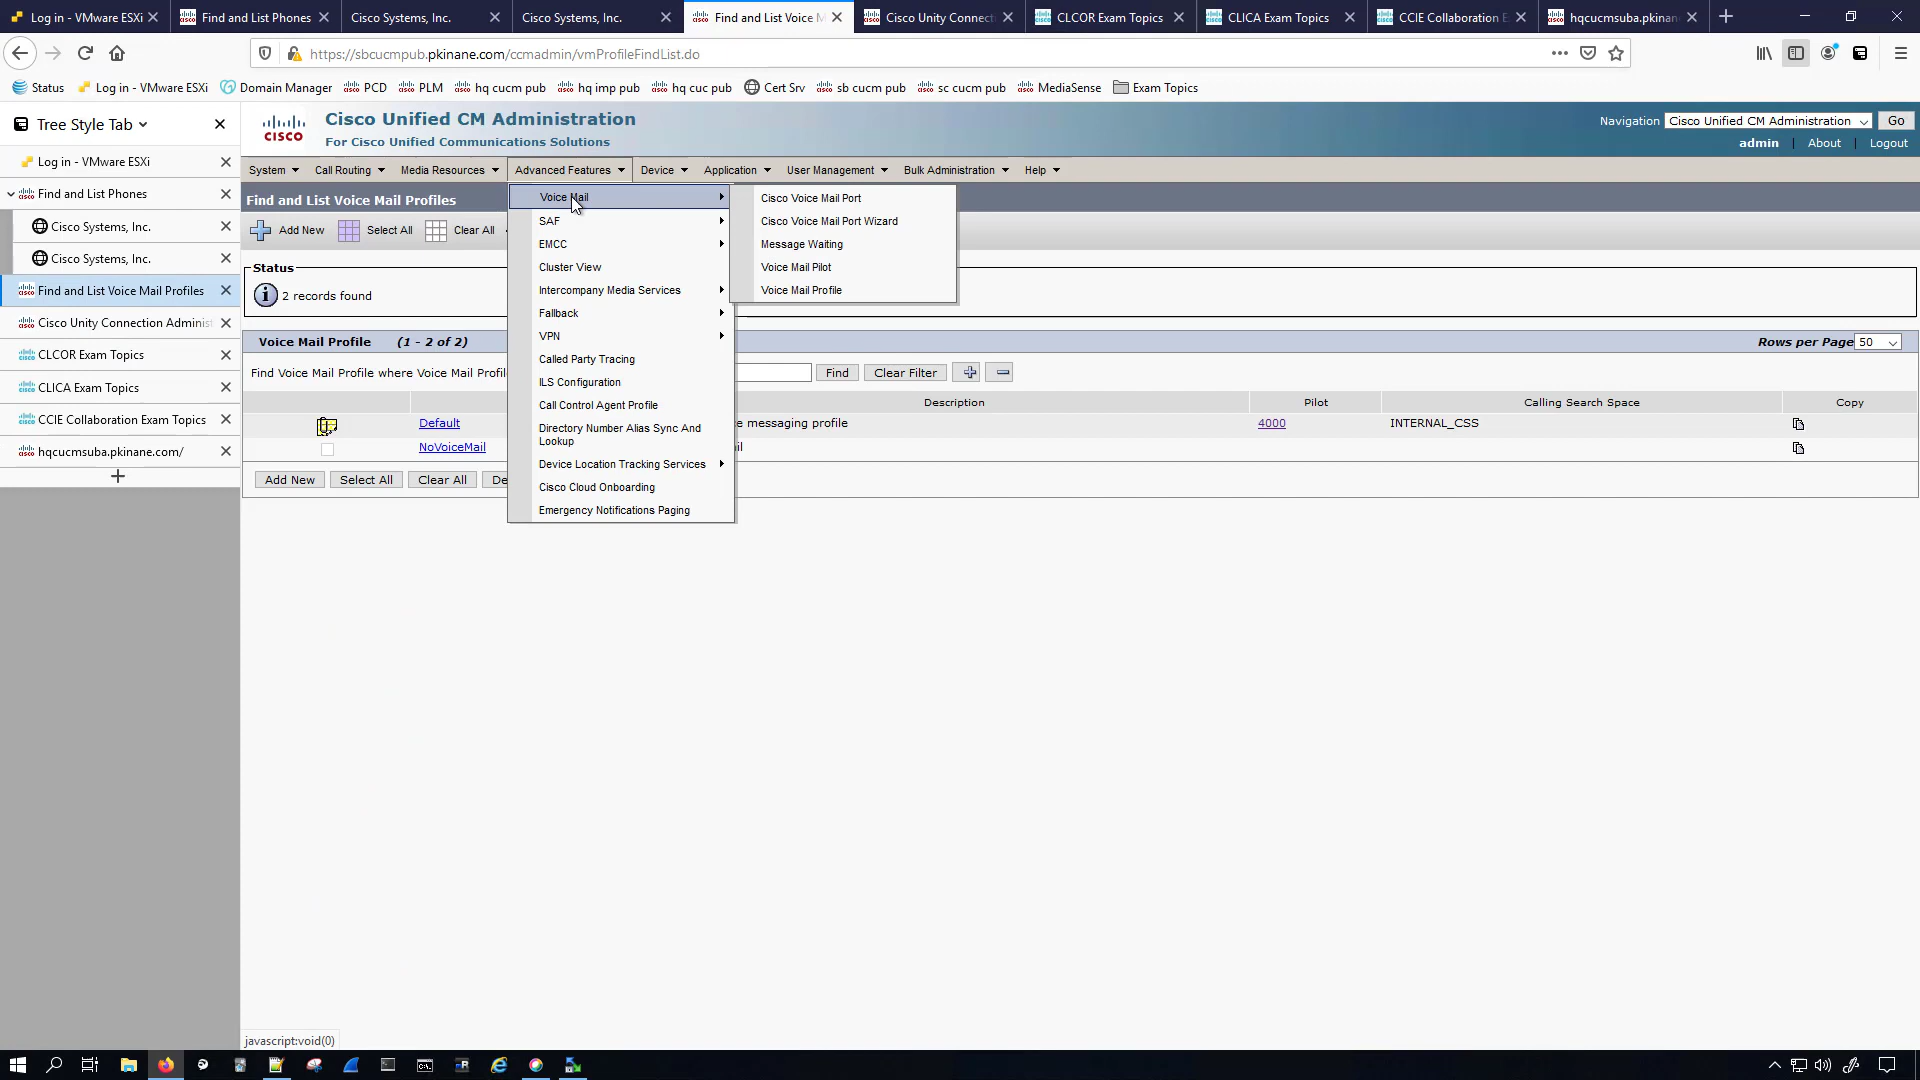 Log in - VMware ESXi
Find and List Phones
Cisco Systems, Inc.
Cisco Systems, Inc.
Find and List Voice M
Cisco Unity Connect
CLCOR Exam Topics
CLICA Exam Topics
CCIE Collaboration E
hqcucmsuba.pkinan
https://sbcucmpub.pkinane.com/ccmadmin/vmProfileFindList.do
Status
Log in - VMware ESXi
Domain Manager
PCD
PLM
hq cucm pub
hq imp pub
hq cuc pub
Cert Srv
sb cucm pub
sc cucm pub
MediaSense
Exam Topics
Tree Style Tab
Log in - VMware ESXi
Find and List Phones
Cisco Systems, Inc.
Cisco Systems, Inc.
Find and List Voice Mail Profiles
Cisco Unity Connection Adminis
CLCOR Exam Topics
CLICA Exam Topics
CCIE Collaboration Exam Topics
hqcucmsuba.pkinane.com/
CISCO
Cisco Unified CM Administration
For Cisco Unified Communications Solutions
Navigation Cisco Unified CM Administration Go
admin About Logout
System Call Routing Media Resources Advanced Features Device Application User Management Bulk Administration Help
Find and List Voice Mail Profiles
Add New Select All Clear All
Voice Mail
SAF
EMCC
Cluster View
Intercompany Media Services
Fallback
VPN
Called Party Tracing
ILS Configuration
Call Control Agent Profile
Directory Number Alias Sync And
Lookup
Device Location Tracking Services
Cisco Cloud Onboarding
Emergency Notifications Paging
Cisco Voice Mail Port
Cisco Voice Mail Port Wizard
Message Waiting
Voice Mail Pilot
Voice Mail Profile
Status
2 records found
Voice Mail Profile (1 - 2 of 2)
Rows per Page 50
Find Voice Mail Profile where Voice Mail Profi
Find Clear Filter
Description Pilot Calling Search Space Copy
Default e messaging profile 4000 INTERNAL_CSS
NoVoiceMail il
Add New Select All Clear All De
javascript:void(0)